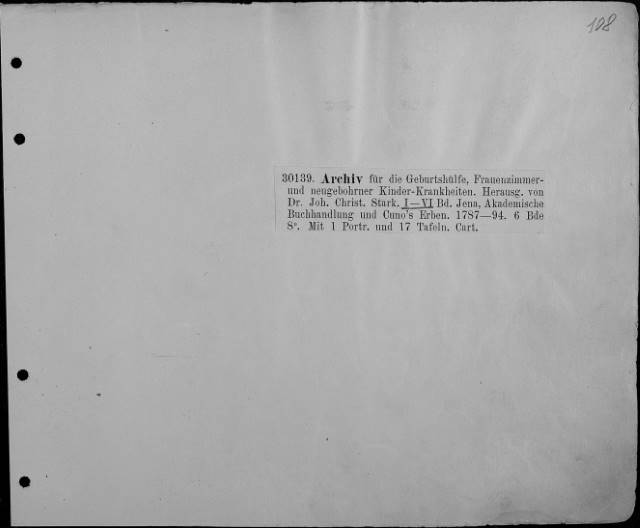 108
30139. Archiv für die Geburtshülfe, Frauenzimmer-
und neugebohrner Kinder-Krankheiten. Herausg. von
Dr. Joh. Christ. Stark. I—VI Bd. Jena, Akademische
Buchhandlung und Cuno's Erben. 1787—94. 6 Bde
8°. Mit 1 Portr. und 17 Tafeln. Cart.